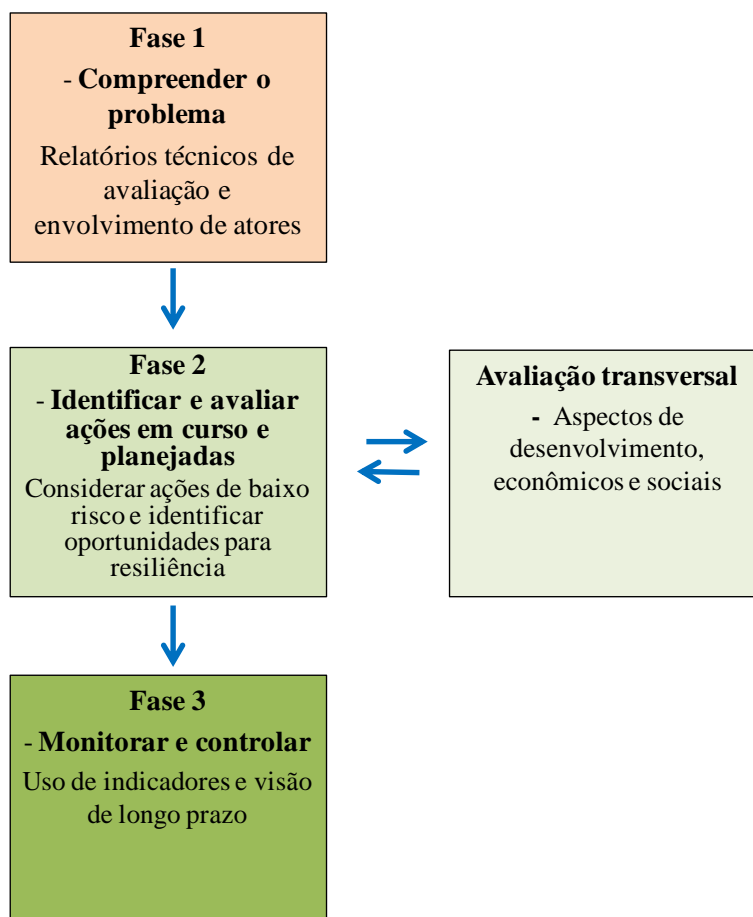 Fase 1
- Compreender o
problema
Relatórios técnicos de
avaliação e
envolvimento de atores
Fase 2
- Identificar e avaliar
ações em curso e
planejadas
Considerar ações de baixo
risco e identificar
oportunidades para
resiliência
Avaliação transversal
- Aspectos de
desenvolvimento,
econômicos e sociais
Fase 3
- Monitorar e controlar
Uso de indicadores e visão
de longo prazo